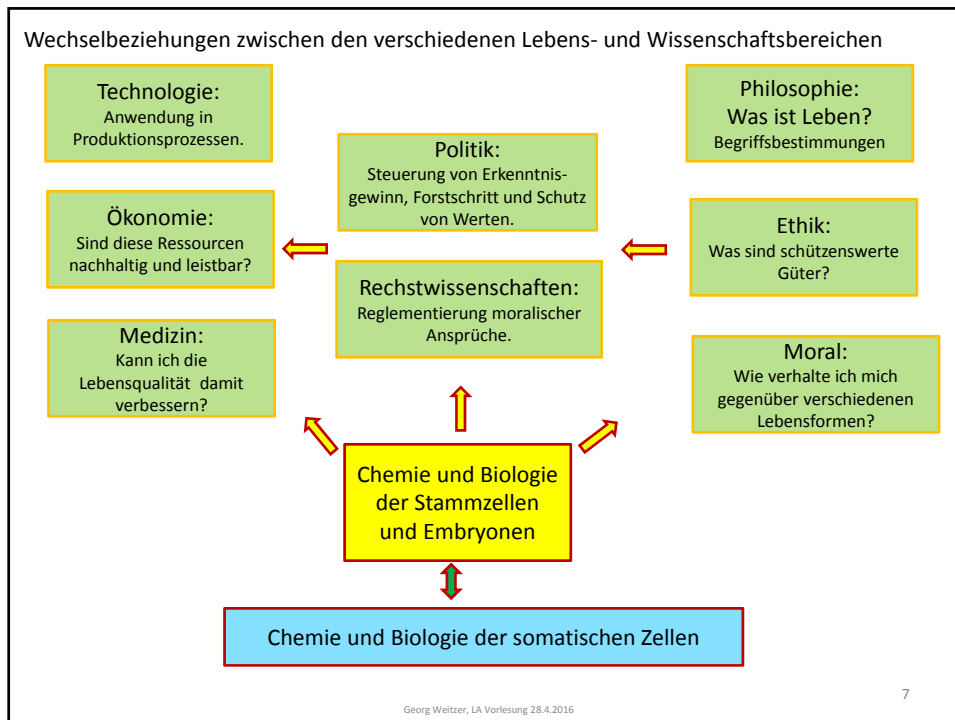 Wechselbeziehungen zwischen den verschiedenen Lebens- und Wissenschaftsbereichen
Technologie:
Anwendung in
Produktionsprozessen.
Ökonomie:
Sind diese Ressourcen
nachhaltig und leistbar?
Medizin:
Kann ich die
Lebensqualität damit
verbessern?
Politik:
Steuerung von Erkenntnis-
gewinn, Forstschritt und Schutz
von Werten.
Rechstwissenschaften:
Reglementierung moralischer
Ansprüche.
Philosophie:
Was ist Leben?
Begriffsbestimmungen
Ethik:
Was sind schützenswerte
Güter?
Moral:
Wie verhalte ich mich
gegenüber verschiedenen
Lebensformen?
Chemie und Biologie
der Stammzellen
und Embryonen
Chemie und Biologie der somatischen Zellen
Georg Weitzer, LA Vorlesung 28.4.2016
7